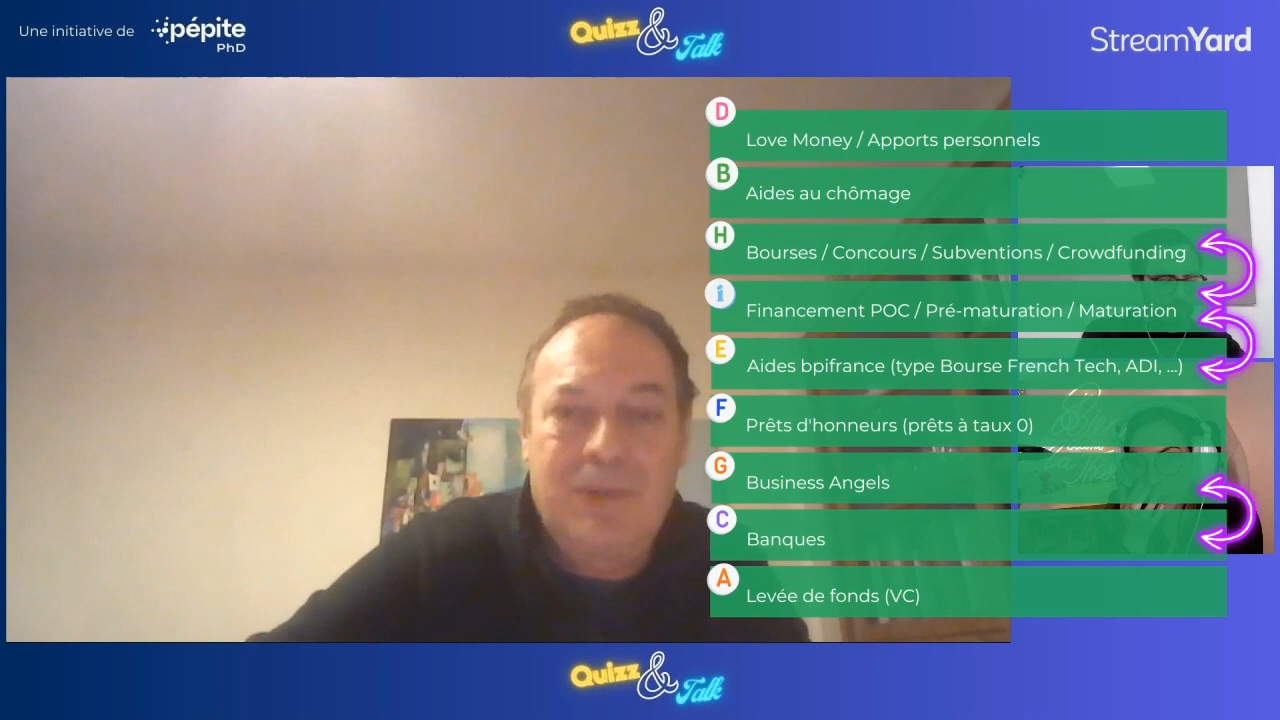 Une initiative de
pépite
PhD
Quizz & Talk
StreamYard
D
Love Money / Apports personnels
B
Aides au chômage
H
Bourses / Concours / Subventions / Crowdfunding
i
Financement POC / Pré-maturation / Maturation
E
Aides bpifrance (type Bourse French Tech, ADI, ...)
F
Prêts d'honneurs (prêts à taux 0)
G
Business Angels
C
Banques
A
Levée de fonds (VC)
Quizz & Talk